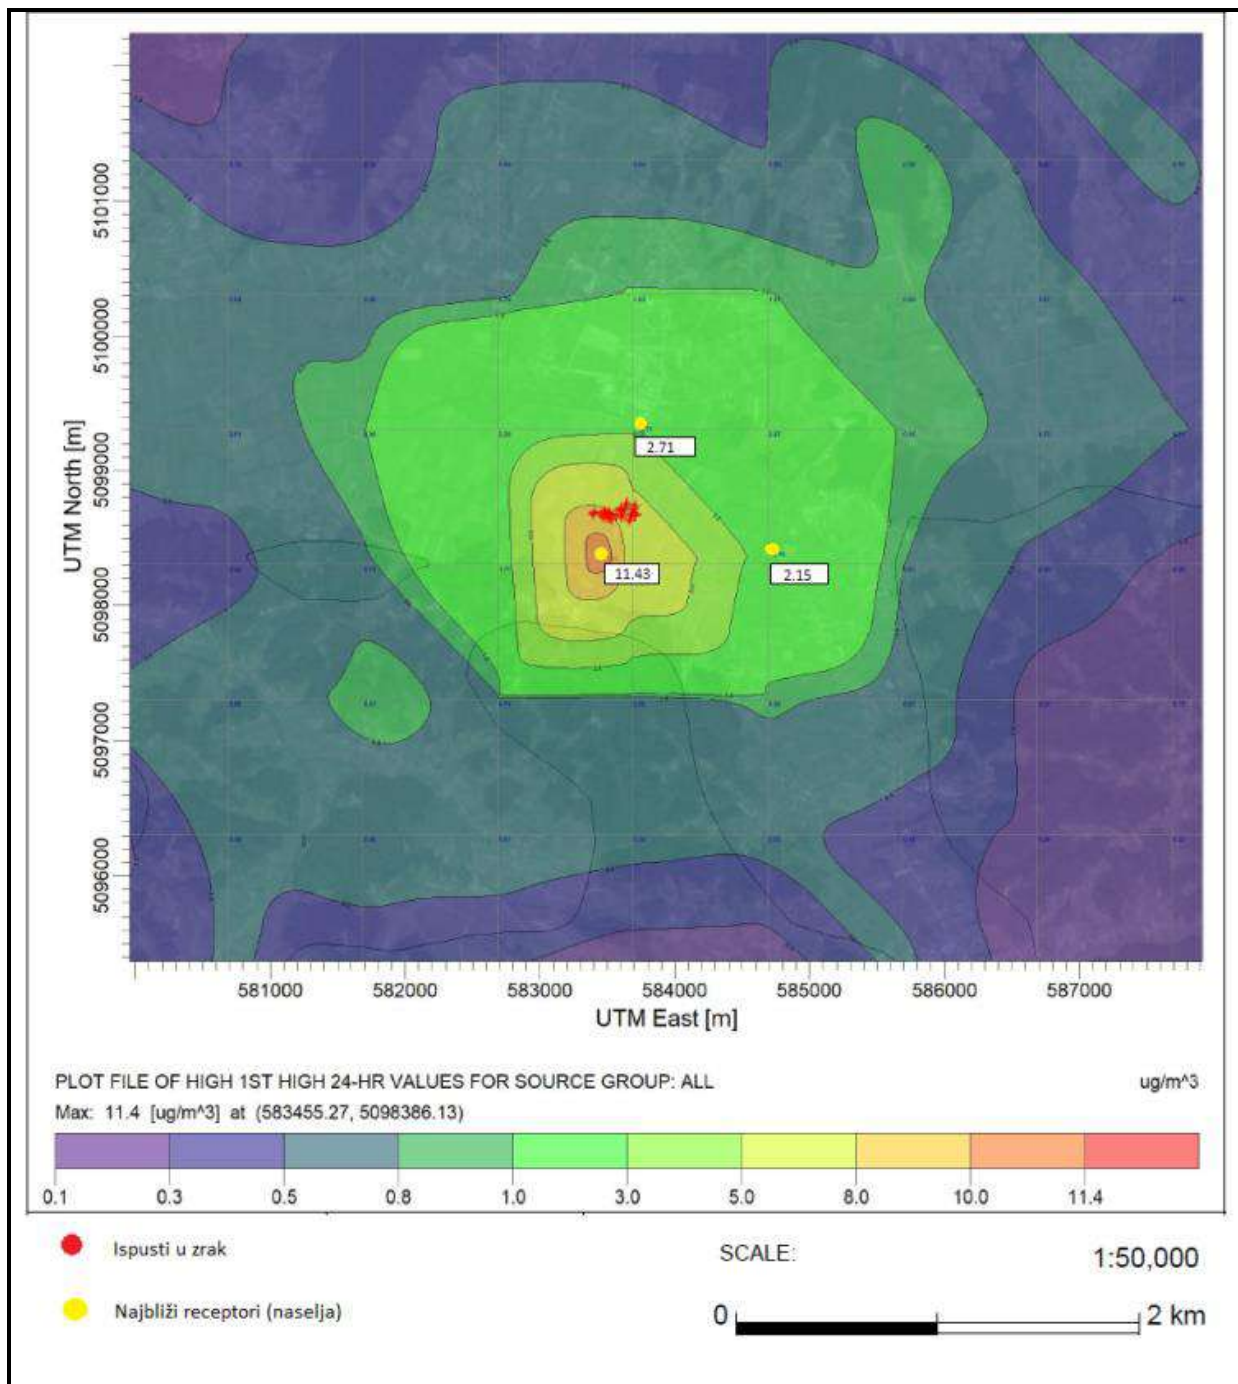 5101000
5100000
5099000
5098000
5097000
5096000
UTM North [m]
2.71
11.43
2.15
581000 582000 583000 584000 585000 586000 587000
UTM East [m]
PLOT FILE OF HIGH 1ST HIGH 24-HR VALUES FOR SOURCE GROUP: ALL ug/m^3
Max: 11.4 [ug/m^3] at (583455.27, 5098386.13)
0.1 0.3 0.5 0.8 1.0 3.0 5.0 8.0 10.0 11.4
Ispusti u zrak
SCALE: 1:50,000
Najbliži receptori (naselja)
0 2 km